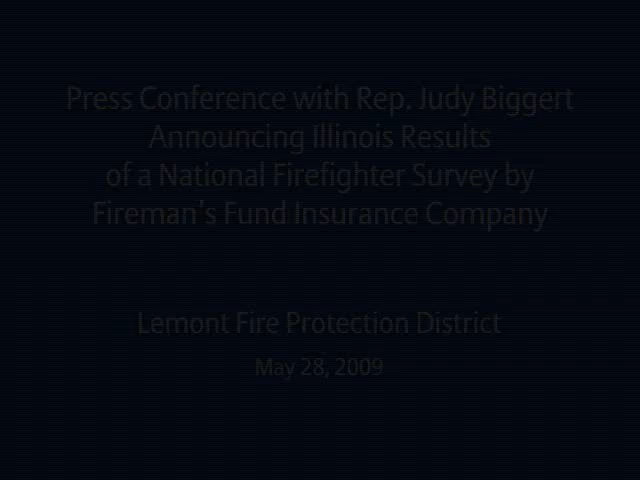 Press Conference with Rep. Judy Biggert
Announcing Illinois Results
of a National Firefighter Survey by
Fireman's Fund Insurance Company
Lemont Fire Protection District
May 28, 2009